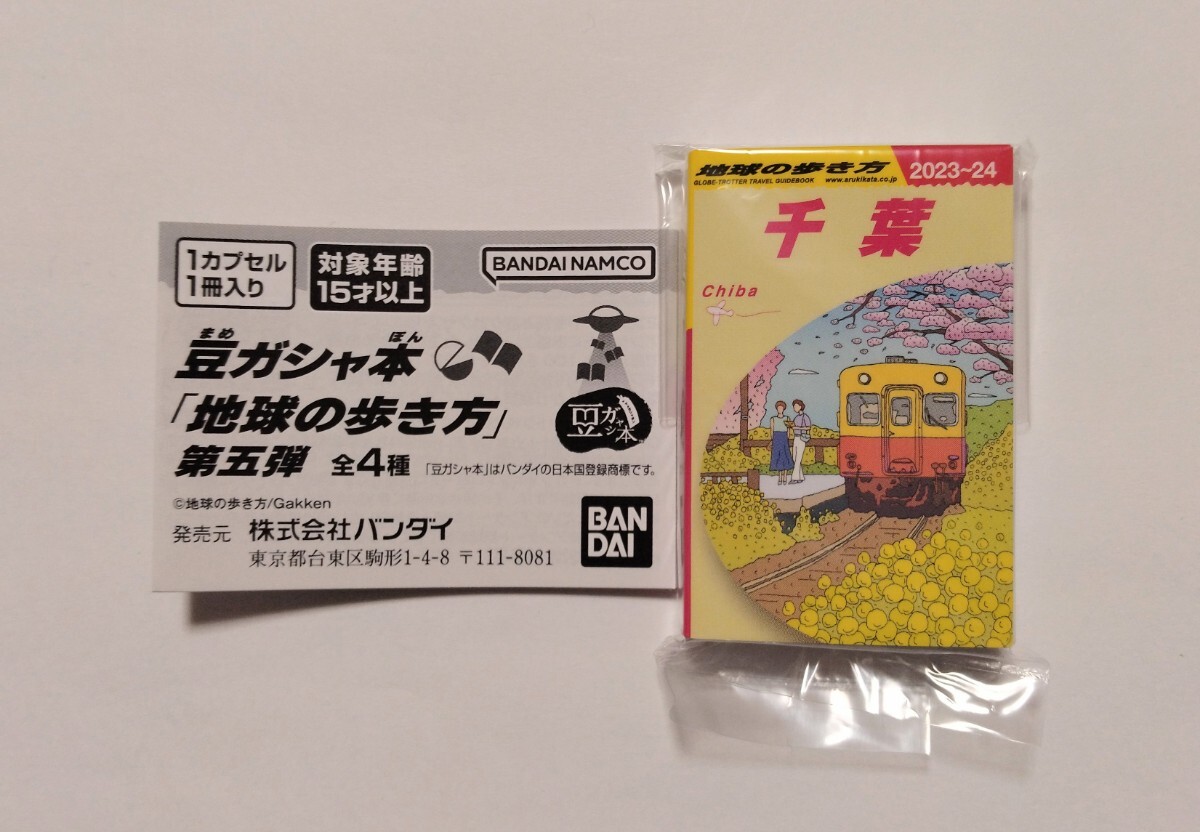 1カプセル
1冊入り
対象年齢
15才以上
BANDAI NAMCO
まめ ぼん
豆ガシャ本
「地球の歩き方」
第五弾 全4種
「豆ガシャ本」はバンダイの日本国登録商標です。
豆ガシャ本
©地球の歩き方/Gakken
発売元 株式会社バンダイ
東京都台東区駒形1-4-8 〒111-8081
BAN
DAI
地球の歩き方
GLOBE-TROTTER TRAVEL GUIDEBOOK www.arukikata.co.jp
2023~24
千葉
Chiba